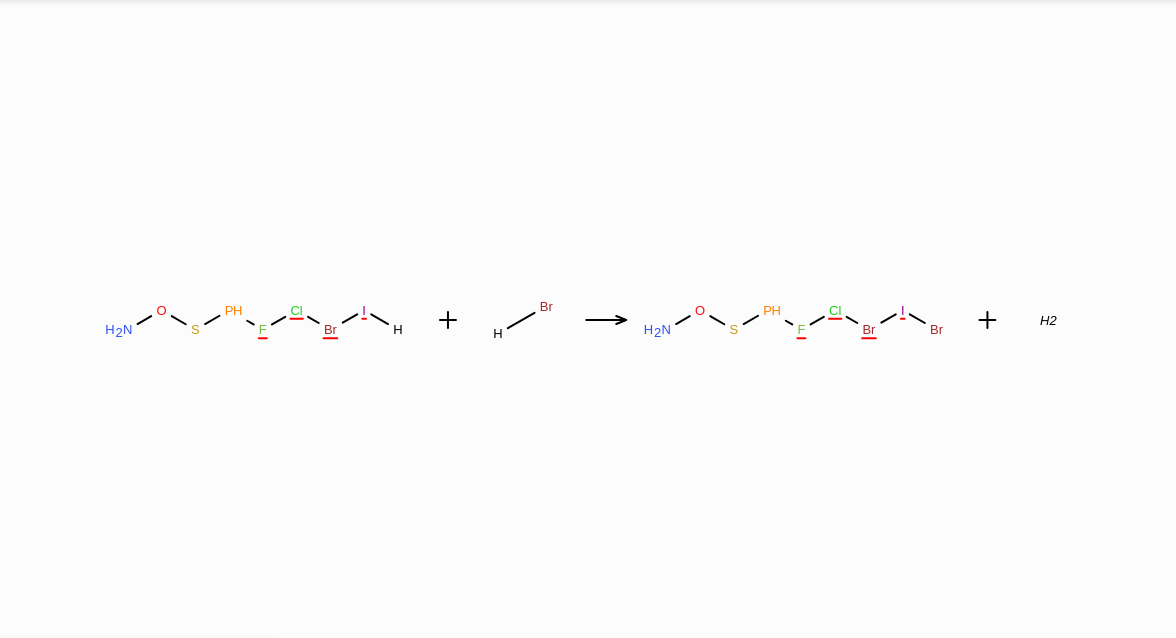 H2N O S PH F Cl Br I H + H Br → H2N O S PH F Cl Br I Br + H2